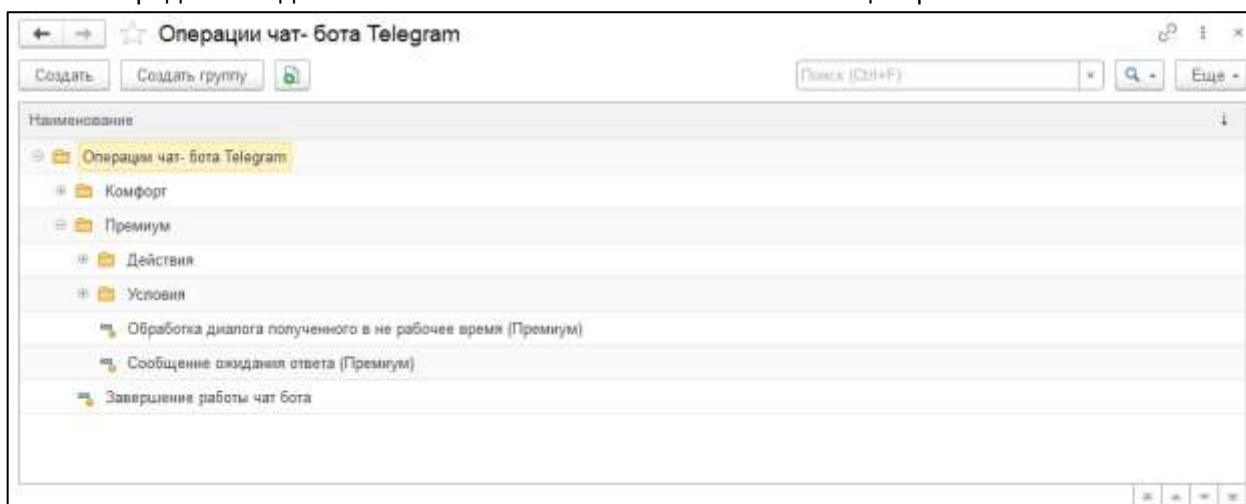 Операции чат- бота Telegram
Создать Создать группу Поиск (Ctrl+F) Еще
Наименование
Операции чат- бота Telegram
Комфорт
Премиум
Действия
Условия
Обработка диалога полученного в не рабочее время (Премиум)
Сообщение ожидания ответа (Премиум)
Завершение работы чат бота